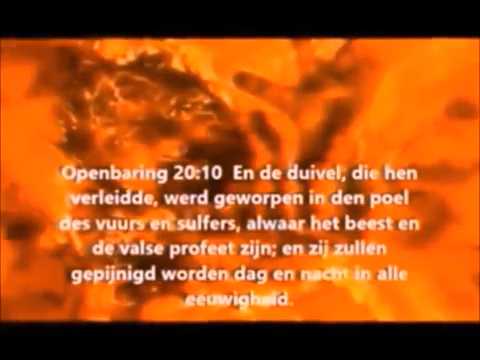 Openbaring 20:10 En de duivel, die hen
verleidde, werd geworpen in den poel
des vuurs en sulfers, alwaar het beest en
de valse profeet zijn; en zij zullen
gepijnigd worden dag en nacht in alle
eeuwigheid.